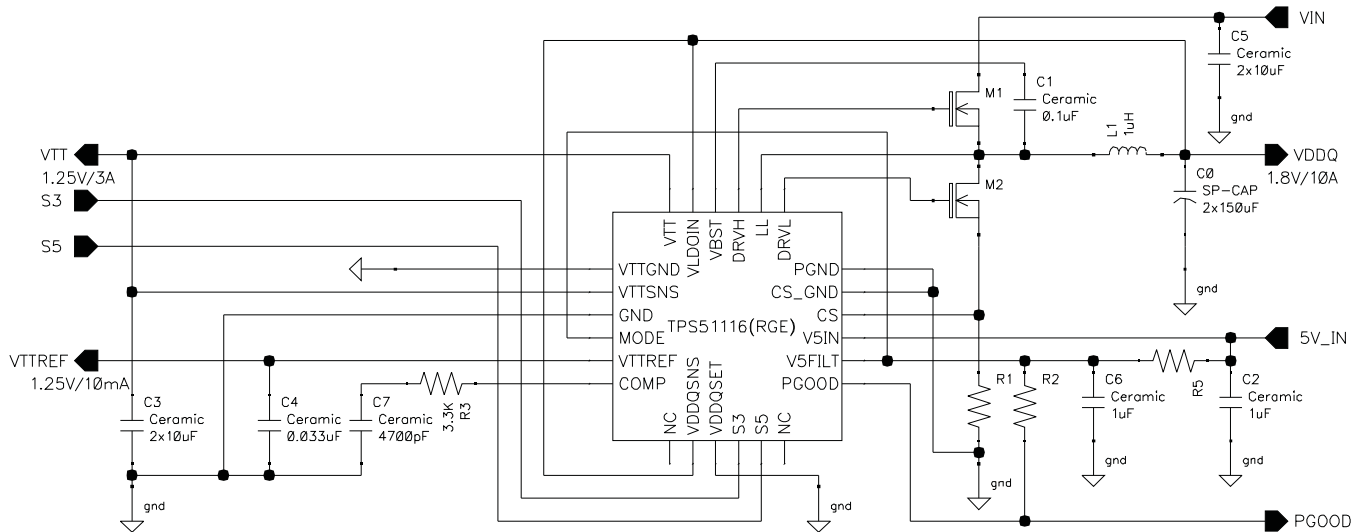 VIN
C5
Ceramic
2x10uF
gnd
C1
Ceramic
0.1uF
M1
L1
1uH
VTT
1.25V/3A
S3
S5
VDDQ
1.8V/10A
M2
C0
SP-CAP
2x150uF
gnd
VTT
VLDOIN
VBST
DRVH
LL
DRVL
VTTGND
VTTSNS
GND
MODE
VTTREF
COMP
TPS51116(RGE)
PGND
CS_GND
CS
V5IN
V5FILT
PGOOD
NC
VDDQSNS
VDDQSET
S3
S5
NC
5V_IN
VTTREF
1.25V/10mA
C3
Ceramic
2x10uF
C4
Ceramic
0.033uF
C7
Ceramic
4700pF
3.3K
R3
R1
R2
C6
Ceramic
1uF
R5
C2
Ceramic
1uF
gnd
gnd
gnd
gnd
gnd
PGOOD